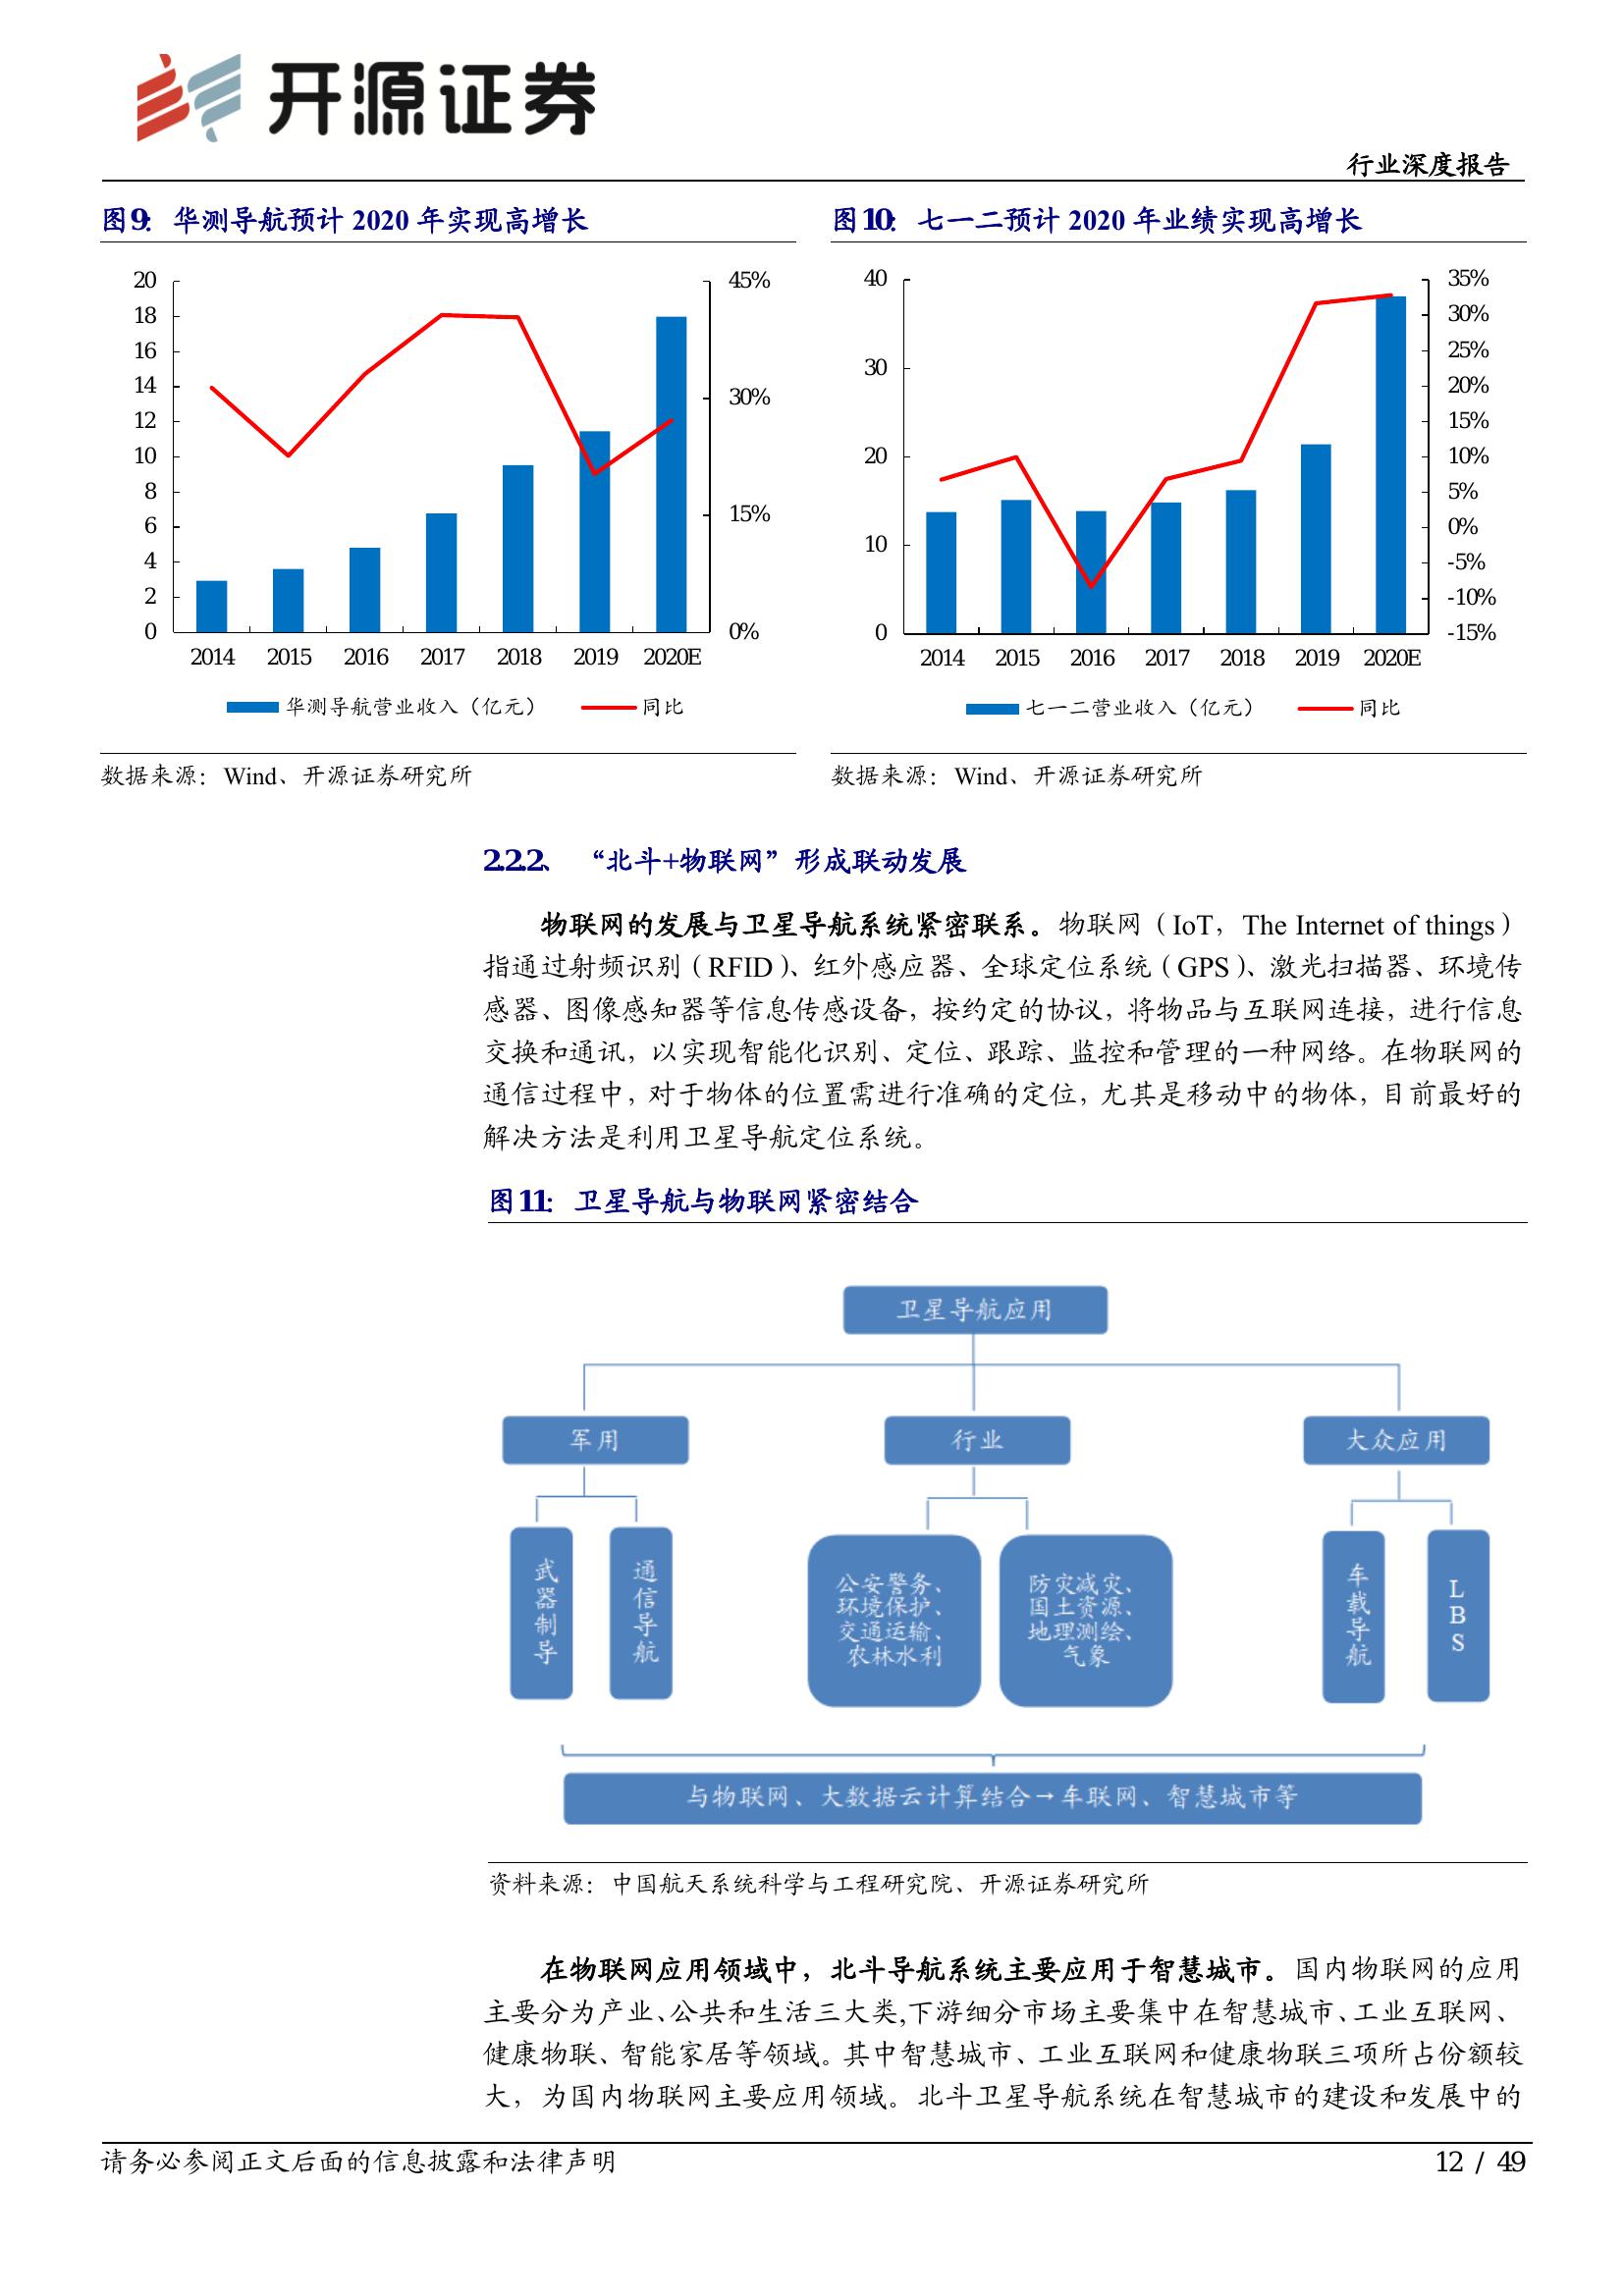 开源证券
行业深度报告
图9： 华测导航预计 2020 年实现高增长
20
18
16
14
12
10
8
6
4
2
0
45%
30%
15%
0%
2014 2015 2016 2017 2018 2019 2020E
华测导航营业收入（亿元） 同比
数据来源：Wind、开源证券研究所
图10： 七一二预计 2020 年业绩实现高增长
40
30
20
10
0
35%
30%
25%
20%
15%
10%
5%
0%
-5%
-10%
-15%
2014 2015 2016 2017 2018 2019 2020E
七一二营业收入（亿元） 同比
数据来源：Wind、开源证券研究所
2.2.2、 “北斗+物联网”形成联动发展
物联网的发展与卫星导航系统紧密联系。物联网（IoT，The Internet of things）
指通过射频识别（RFID）、红外感应器、全球定位系统（GPS）、激光扫描器、环境传
感器、图像感知器等信息传感设备，按约定的协议，将物品与互联网连接，进行信息
交换和通讯，以实现智能化识别、定位、跟踪、监控和管理的一种网络。在物联网的
通信过程中，对于物体的位置需进行准确的定位，尤其是移动中的物体，目前最好的
解决方法是利用卫星导航定位系统。
图11： 卫星导航与物联网紧密结合
卫星导航应用
军用
行业
大众应用
武器制导
通信导航
公安警务、
环境保护、
交通运输、
农林水利
防灾减灾、
国土资源、
地理测绘、
气象
车载导航
LBS
与物联网、大数据云计算结合→车联网、智慧城市等
资料来源：中国航天系统科学与工程研究院、开源证券研究所
在物联网应用领域中，北斗导航系统主要应用于智慧城市。国内物联网的应用
主要分为产业、公共和生活三大类,下游细分市场主要集中在智慧城市、工业互联网、
健康物联、智能家居等领域。其中智慧城市、工业互联网和健康物联三项所占份额较
大，为国内物联网主要应用领域。北斗卫星导航系统在智慧城市的建设和发展中的
请务必参阅正文后面的信息披露和法律声明
12 / 49